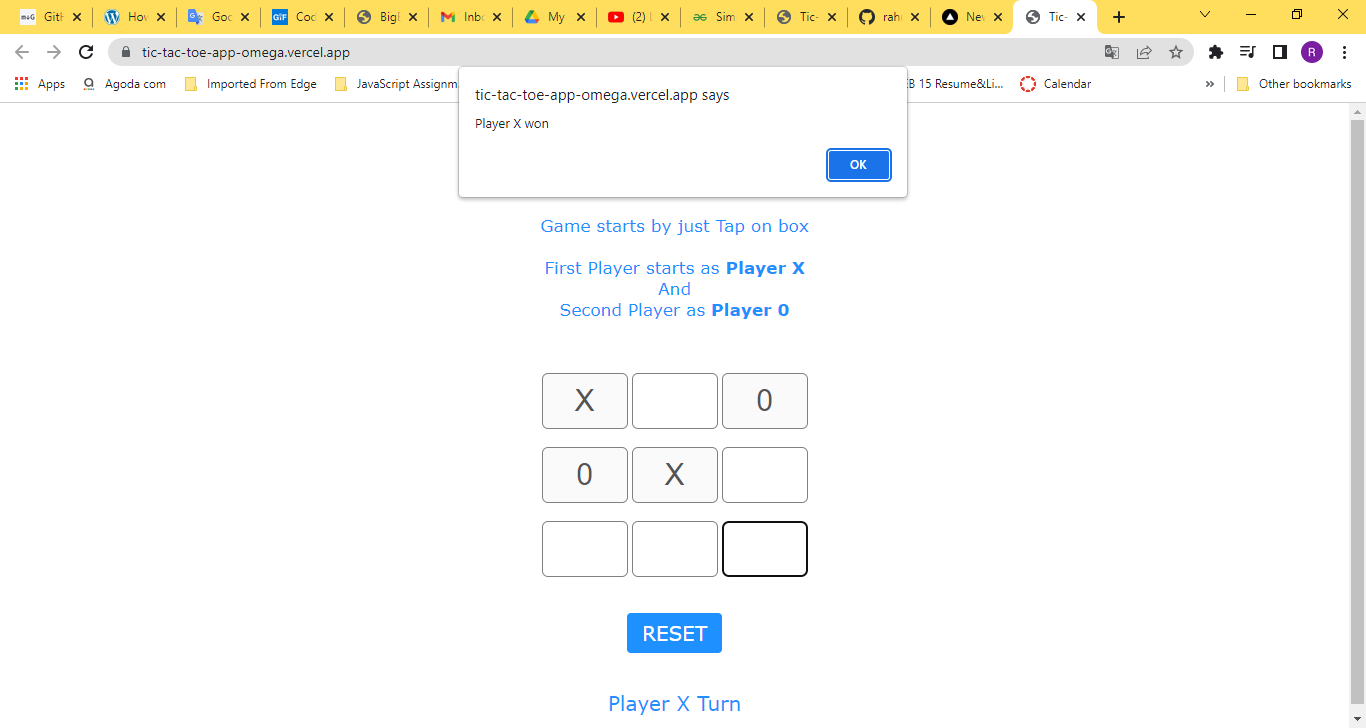 Gith
How
Goo
GIF Coc
BigB
Inbo
My
(2)
Sim
Tic-
rahu
Nev
Tic-
tic-tac-toe-app-omega.vercel.app
R
Apps
Agoda com
Imported From Edge
JavaScript Assignm
B 15 Resume&Li...
Calendar
»
Other bookmarks
tic-tac-toe-app-omega.vercel.app says
Player X won
OK
Game starts by just Tap on box
First Player starts as Player X
And
Second Player as Player 0
X 0
0 X
RESET
Player X Turn